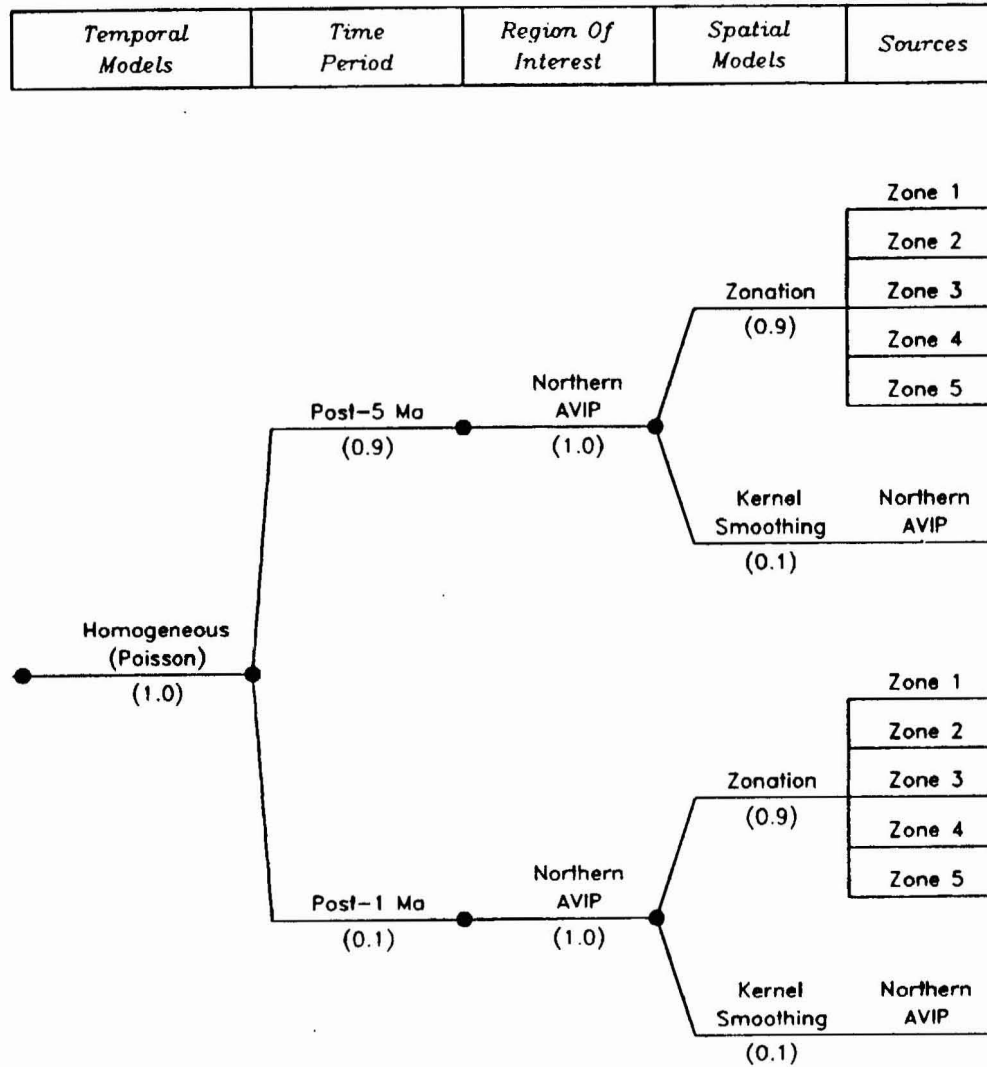 Temporal Models
Time Period
Region Of Interest
Spatial Models
Sources
Zone 1
Zone 2
Zonation
Zone 3
(0.9)
Zone 4
Zone 5
Northern
AVIP
Post-5 Ma
(0.9)
(1.0)
Kernel
Smoothing
(0.1)
Northern
AVIP
Homogeneous
(Poisson)
(1.0)
Zone 1
Zone 2
Zonation
Zone 3
(0.9)
Zone 4
Zone 5
Northern
AVIP
Post-1 Ma
(0.1)
(1.0)
Kernel
Smoothing
(0.1)
Northern
AVIP